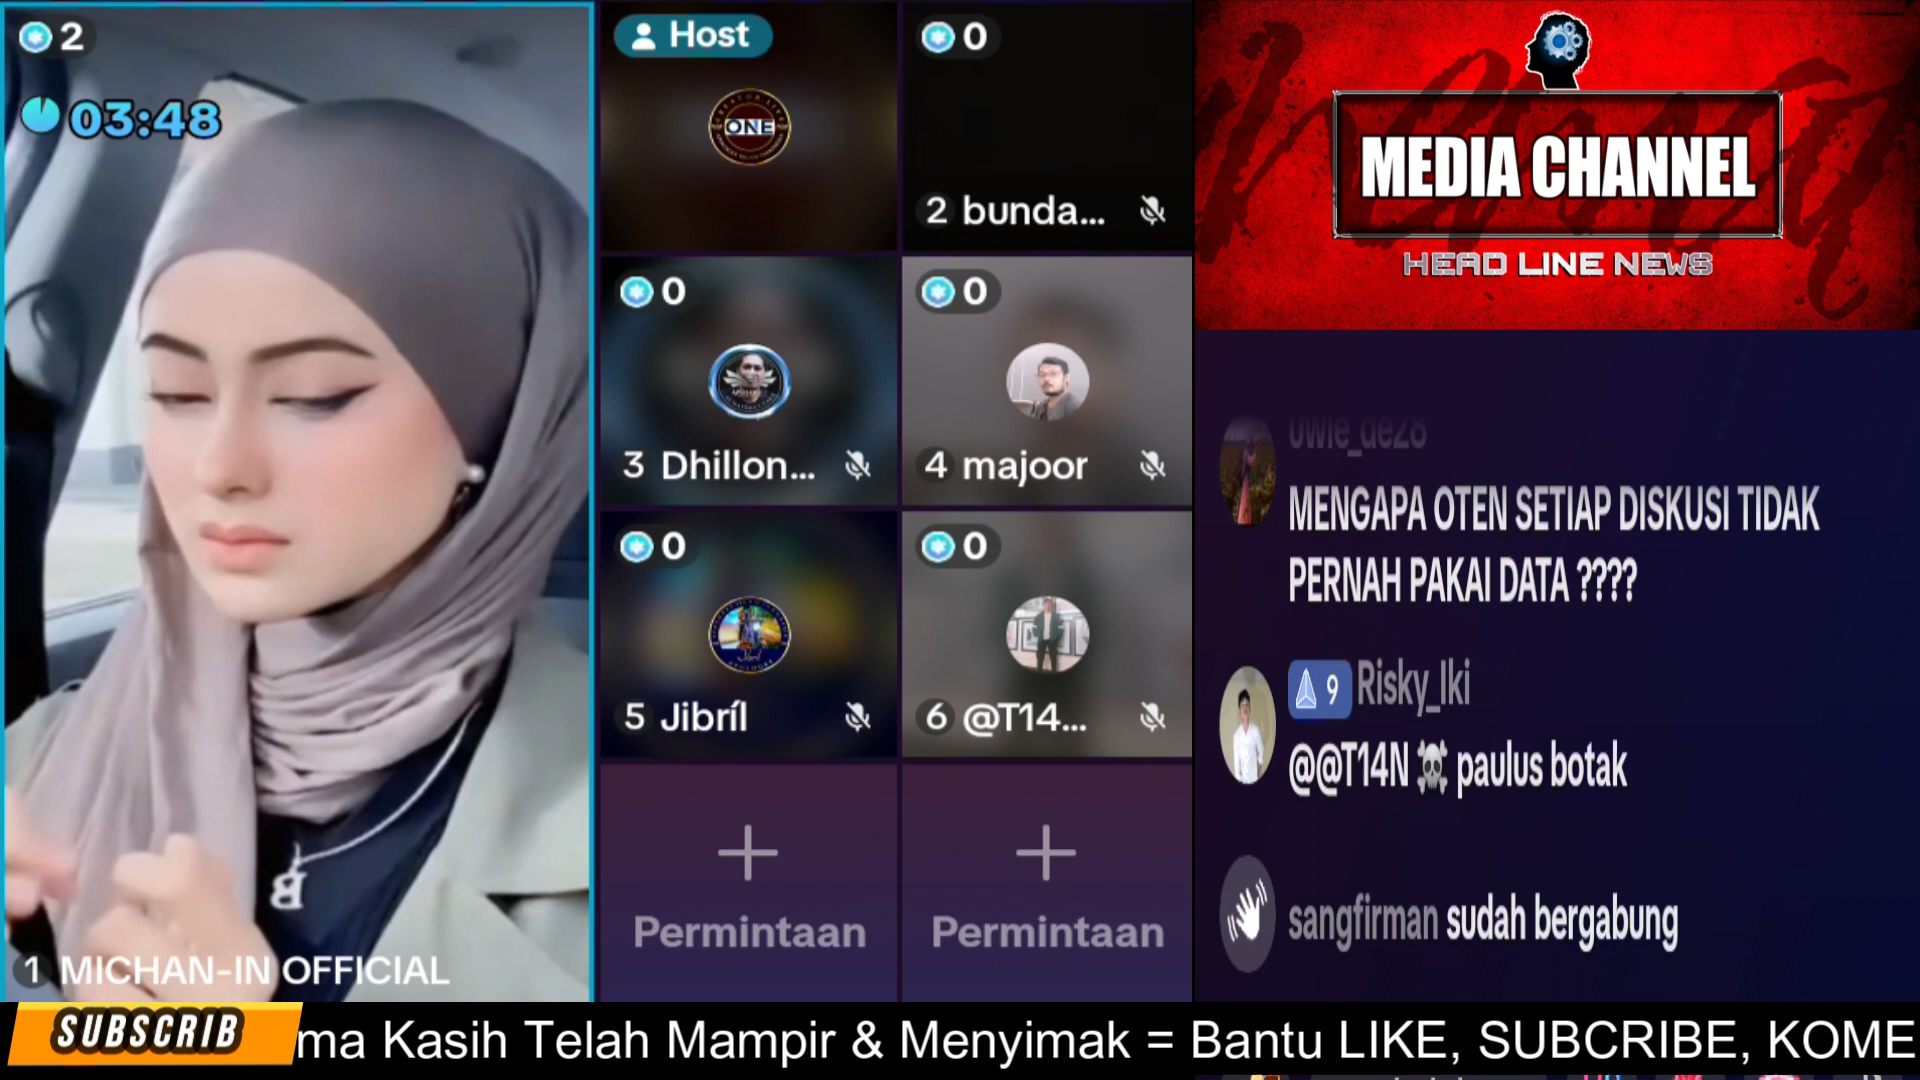 2
03:48
1 MICHAN-IN OFFICIAL
Host
ONE
0
2 bunda...
0
3 Dhillon...
0
4 majoor
0
5 Jibríl
0
6 @T14...
Permintaan
Permintaan
MEDIA CHANNEL
HEAD LINE NEWS
uwie_de28
MENGAPA OTEN SETIAP DISKUSI TIDAK
PERNAH PAKAI DATA ????
9 Risky_Iki
@@T14N ☠ paulus botak
sangfirman sudah bergabung
SUBSCRIB
ma Kasih Telah Mampir & Menyimak = Bantu LIKE, SUBCRIBE, KOME